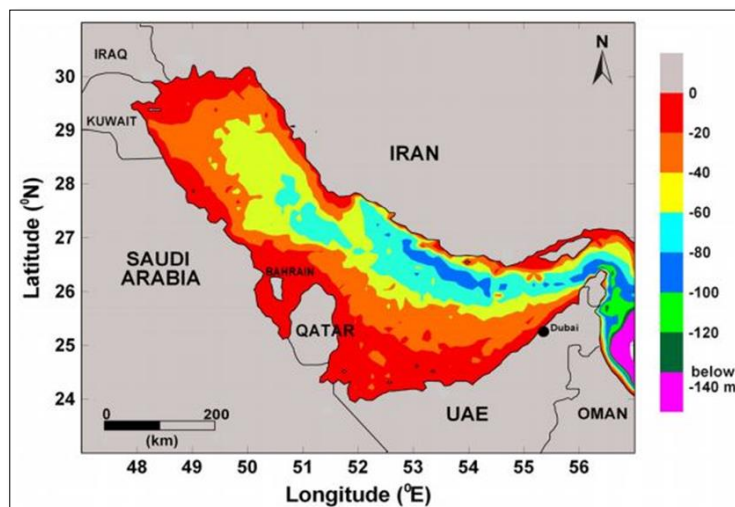 IRAQ
N
30
KUWAIT
29
IRAN
28
27
SAUDI
ARABIA
BAHRAIN
26
QATAR
Dubai
25
24
UAE
OMAN
0
200
(km)
48
49
50
51
52
53
54
55
56
Longitude (⁰E)
Latitude (⁰N)
0
-20
-40
-60
-80
-100
-120
below
-140 m